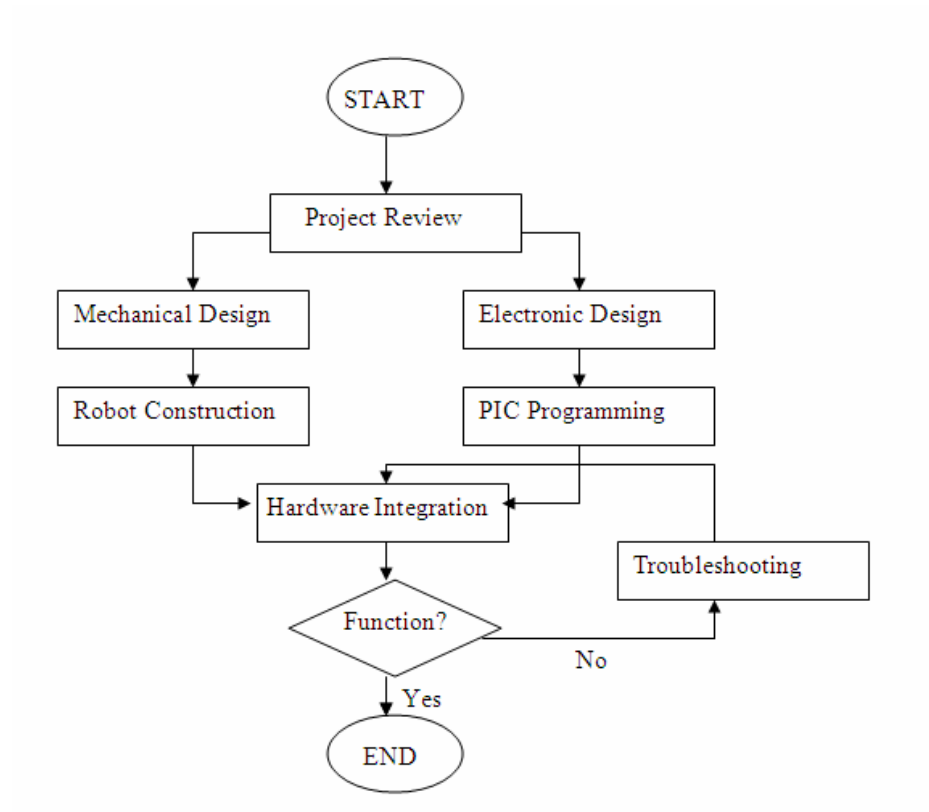 START
Project Review
Mechanical Design
Electronic Design
Robot Construction
PIC Programming
Hardware Integration
Troubleshooting
Function?
No
Yes
END